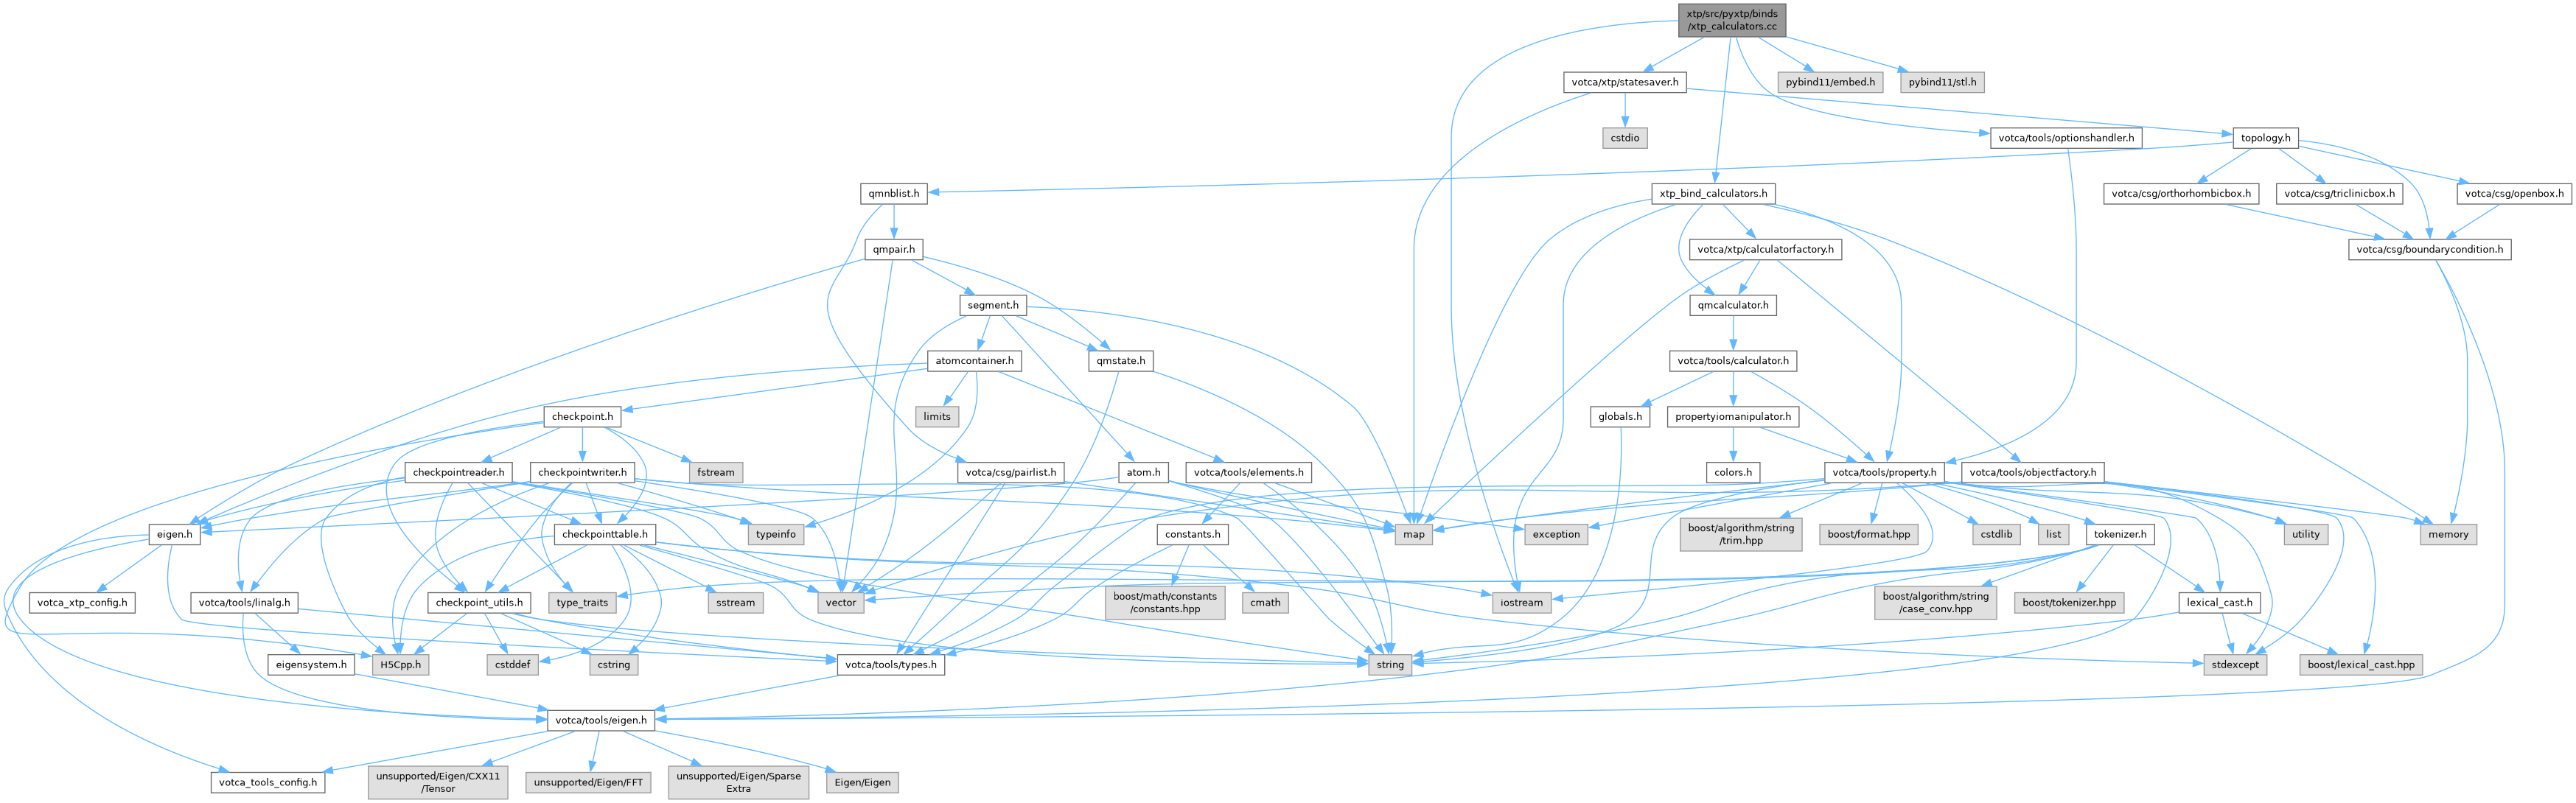 xtp/src/pyxtp/binds
/xtp_calculators.cc
votca/xtp/statesaver.h
pybind11/embed.h
pybind11/stl.h
cstdio
votca/tools/optionshandler.h
topology.h
qmnblist.h
xtp_bind_calculators.h
votca/csg/orthorhombicbox.h
votca/csg/triclinicbox.h
votca/csg/openbox.h
qmpair.h
votca/xtp/calculatorfactory.h
votca/csg/boundarycondition.h
segment.h
qmcalculator.h
atomcontainer.h
qmstate.h
votca/tools/calculator.h
checkpoint.h
limits
globals.h
propertyiomanipulator.h
checkpointreader.h
checkpointwriter.h
fstream
votca/csg/pairlist.h
atom.h
votca/tools/elements.h
colors.h
votca/tools/property.h
votca/tools/objectfactory.h
eigen.h
checkpointtable.h
typeinfo
constants.h
map
exception
boost/algorithm/string
/trim.hpp
boost/format.hpp
cstdlib
list
tokenizer.h
utility
memory
votca_xtp_config.h
votca/tools/linalg.h
checkpoint_utils.h
type_traits
sstream
vector
boost/math/constants
/constants.hpp
cmath
iostream
boost/algorithm/string
/case_conv.hpp
boost/tokenizer.hpp
lexical_cast.h
eigensystem.h
H5Cpp.h
cstddef
cstring
votca/tools/types.h
string
stdexcept
boost/lexical_cast.hpp
votca/tools/eigen.h
votca_tools_config.h
unsupported/Eigen/CXX11
/Tensor
unsupported/Eigen/FFT
unsupported/Eigen/Sparse
Extra
Eigen/Eigen